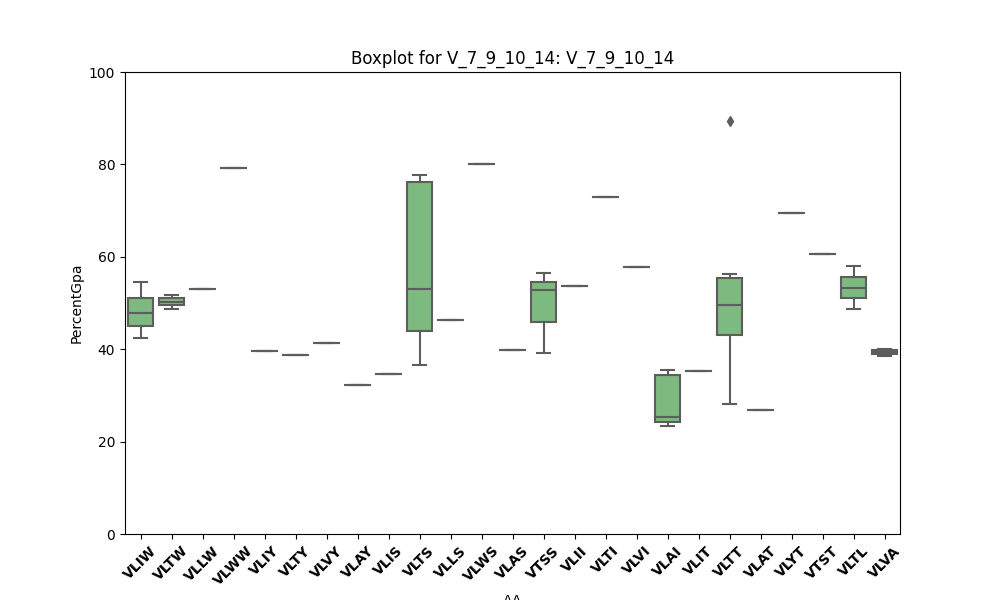 Boxplot for V_7_9_10_14: V_7_9_10_14
100
80
60
40
20
0
PercentGpa
VLIW VLTW VLLW VLWW VLIY VLTY VLVY VLAY VLIS VLTS VLLS VLWS VLAS VTSS VLII VLTI VLVI VLAI VLIT VLTT VLAT VLYT VTST VLTL VLVA
AA